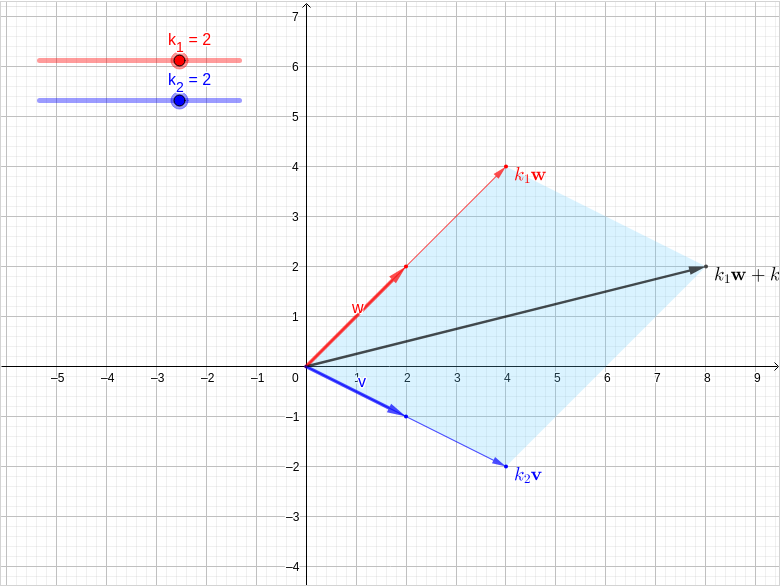 7
k₁ = 2
6
k₂ = 2
5
4
k₁w
3
2
k₁w + k
w
1
–5 –4 –3 –2 –1 0 1 2 3 4 5 6 7 8 9
v
–1
–2
k₂v
–3
–4